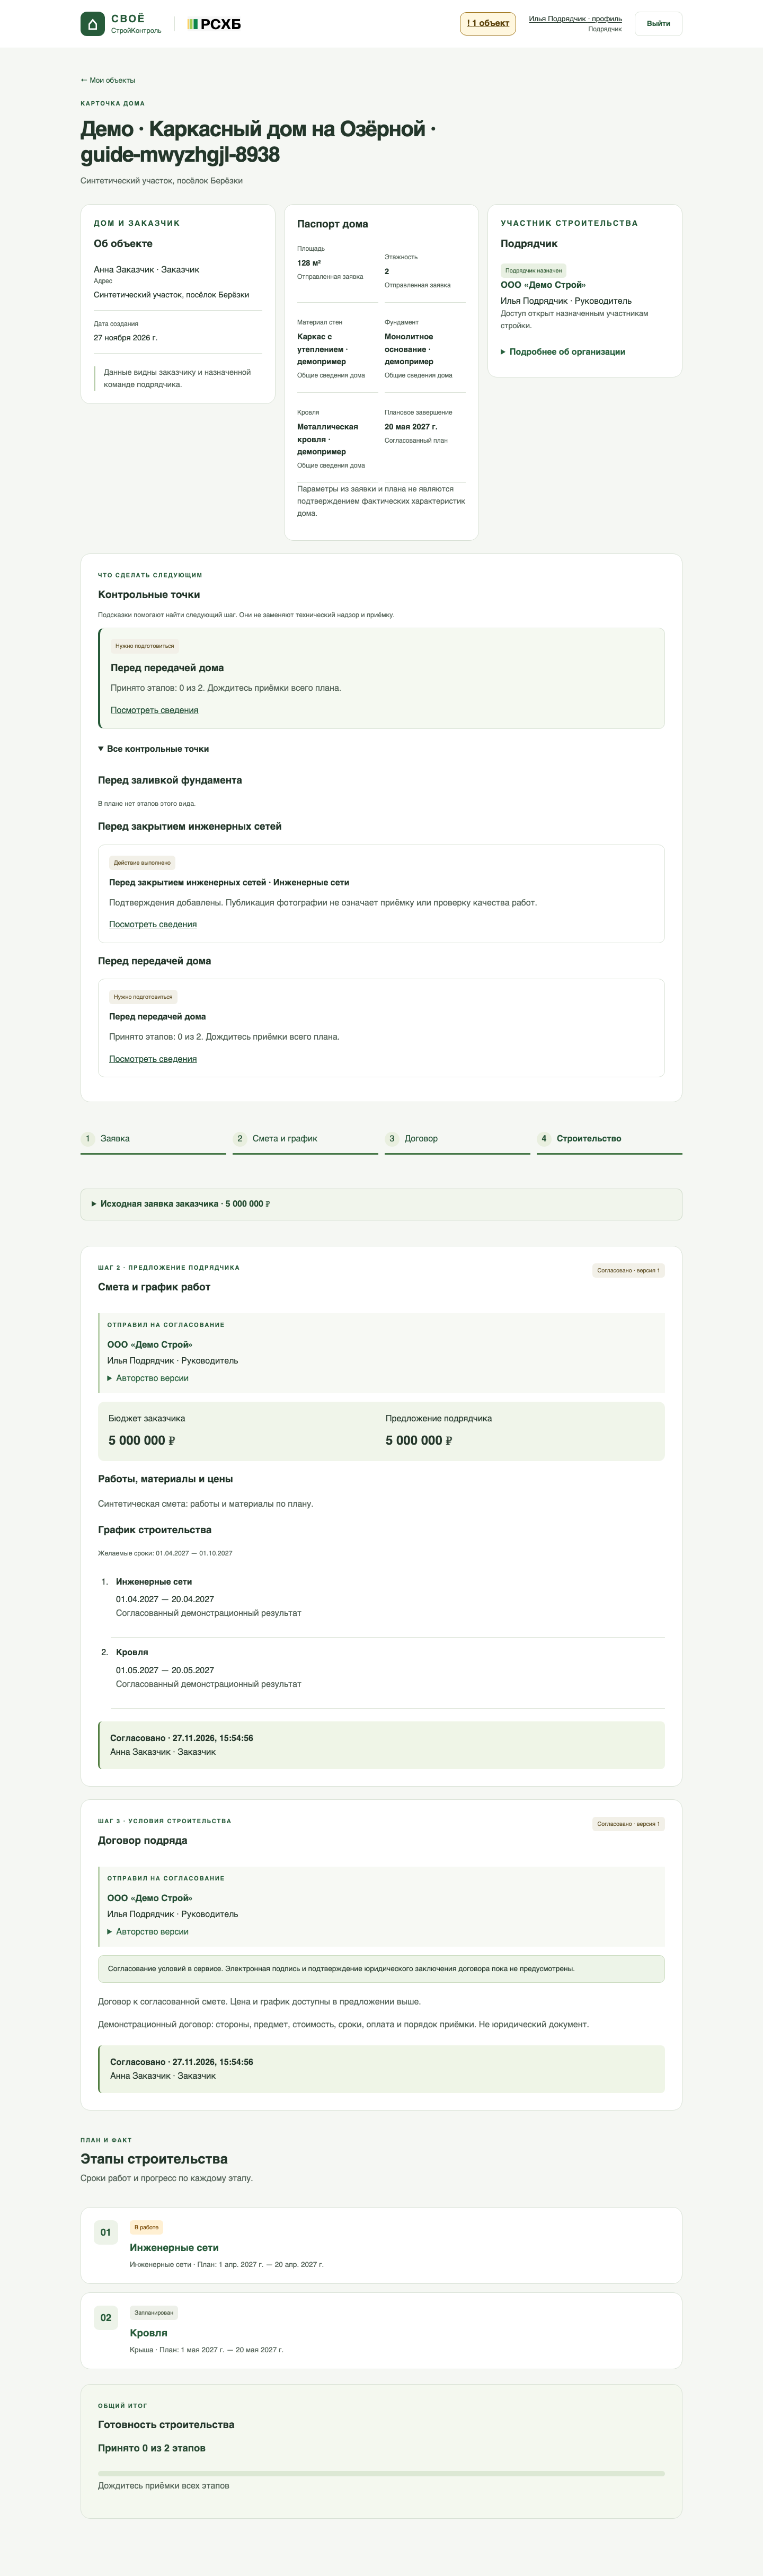 СВОЁ
СтройКонтроль
РСХБ
! 1 объект
Илья Подрядчик · профиль
Подрядчик
Выйти
← Мои объекты
КАРТОЧКА ДОМА
Демо · Каркасный дом на Озёрной ·
guide-mwyzhgjl-8938
Синтетический участок, посёлок Берёзки
ДОМ И ЗАКАЗЧИК
Об объекте
Анна Заказчик · Заказчик
Адрес
Синтетический участок, посёлок Берёзки
Дата создания
27 ноября 2026 г.
Данные видны заказчику и назначенной
команде подрядчика.
Паспорт дома
Площадь
128 м²
Отправленная заявка
Этажность
2
Отправленная заявка
Материал стен
Каркас с
утеплением ·
демопример
Общие сведения дома
Фундамент
Монолитное
основание ·
демопример
Общие сведения дома
Кровля
Металлическая
кровля ·
демопример
Общие сведения дома
Плановое завершение
20 мая 2027 г.
Согласованный план
Параметры из заявки и плана не являются
подтверждением фактических характеристик
дома.
УЧАСТНИК СТРОИТЕЛЬСТВА
Подрядчик
Подрядчик назначен
ООО «Демо Строй»
Илья Подрядчик · Руководитель
Доступ открыт назначенным участникам
стройки.
▶ Подробнее об организации
ЧТО СДЕЛАТЬ СЛЕДУЮЩИМ
Контрольные точки
Подсказки помогают найти следующий шаг. Они не заменяют технический надзор и приёмку.
Нужно подготовиться
Перед передачей дома
Принято этапов: 0 из 2. Дождитесь приёмки всего плана.
Посмотреть сведения
▼ Все контрольные точки
Перед заливкой фундамента
В плане нет этапов этого вида.
Перед закрытием инженерных сетей
Действие выполнено
Перед закрытием инженерных сетей · Инженерные сети
Подтверждения добавлены. Публикация фотографии не означает приёмку или проверку качества работ.
Посмотреть сведения
Перед передачей дома
Нужно подготовиться
Перед передачей дома
Принято этапов: 0 из 2. Дождитесь приёмки всего плана.
Посмотреть сведения
1 Заявка
2 Смета и график
3 Договор
4 Строительство
▶ Исходная заявка заказчика · 5 000 000 ₽
ШАГ 2 · ПРЕДЛОЖЕНИЕ ПОДРЯДЧИКА
Согласовано · версия 1
Смета и график работ
ОТПРАВИЛ НА СОГЛАСОВАНИЕ
ООО «Демо Строй»
Илья Подрядчик · Руководитель
▶ Авторство версии
Бюджет заказчика
5 000 000 ₽
Предложение подрядчика
5 000 000 ₽
Работы, материалы и цены
Синтетическая смета: работы и материалы по плану.
График строительства
Желаемые сроки: 01.04.2027 — 01.10.2027
1. Инженерные сети
01.04.2027 — 20.04.2027
Согласованный демонстрационный результат
2. Кровля
01.05.2027 — 20.05.2027
Согласованный демонстрационный результат
Согласовано · 27.11.2026, 15:54:56
Анна Заказчик · Заказчик
ШАГ 3 · УСЛОВИЯ СТРОИТЕЛЬСТВА
Согласовано · версия 1
Договор подряда
ОТПРАВИЛ НА СОГЛАСОВАНИЕ
ООО «Демо Строй»
Илья Подрядчик · Руководитель
▶ Авторство версии
Согласование условий в сервисе. Электронная подпись и подтверждение юридического заключения договора пока не предусмотрены.
Договор к согласованной смете. Цена и график доступны в предложении выше.
Демонстрационный договор: стороны, предмет, стоимость, сроки, оплата и порядок приёмки. Не юридический документ.
Согласовано · 27.11.2026, 15:54:56
Анна Заказчик · Заказчик
ПЛАН И ФАКТ
Этапы строительства
Сроки работ и прогресс по каждому этапу.
01
В работе
Инженерные сети
Инженерные сети · План: 1 апр. 2027 г. — 20 апр. 2027 г.
02
Запланирован
Кровля
Крыша · План: 1 мая 2027 г. — 20 мая 2027 г.
ОБЩИЙ ИТОГ
Готовность строительства
Принято 0 из 2 этапов
Дождитесь приёмки всех этапов